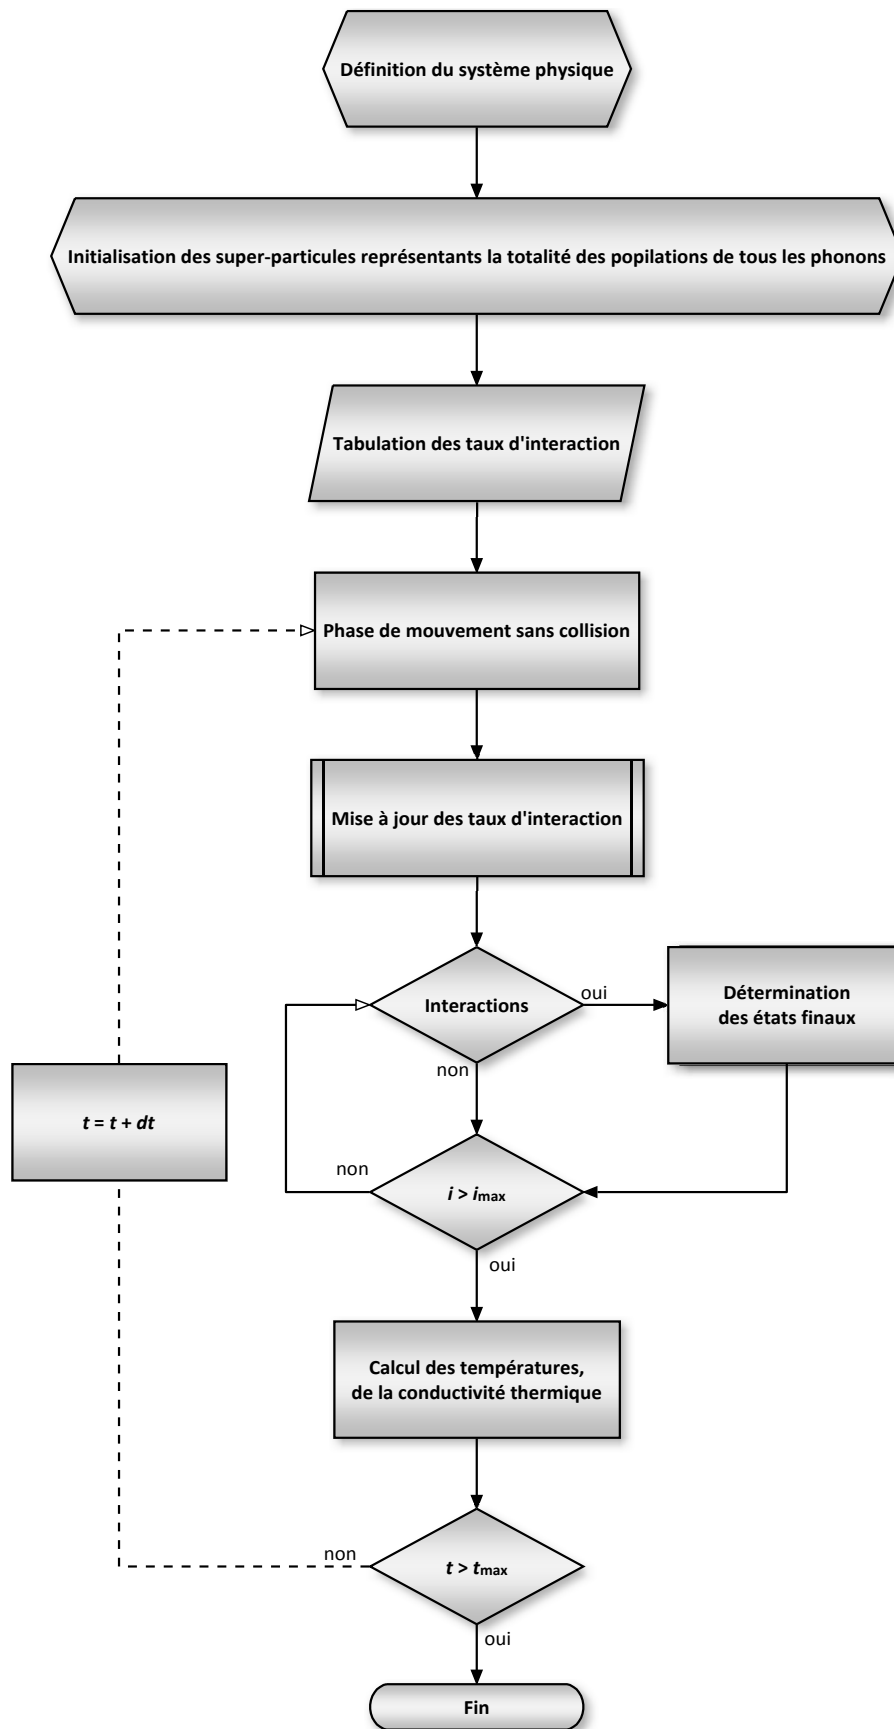 Définition du système physique
Initialisation des super-particules représentants la totalité des popilations de tous les phonons
Tabulation des taux d'interaction
Phase de mouvement sans collision
Mise à jour des taux d'interaction
Interactions
oui
Détermination
des états finaux
non
t = t + dt
non
i > imax
oui
Calcul des températures,
de la conductivité thermique
non
t > tmax
oui
Fin